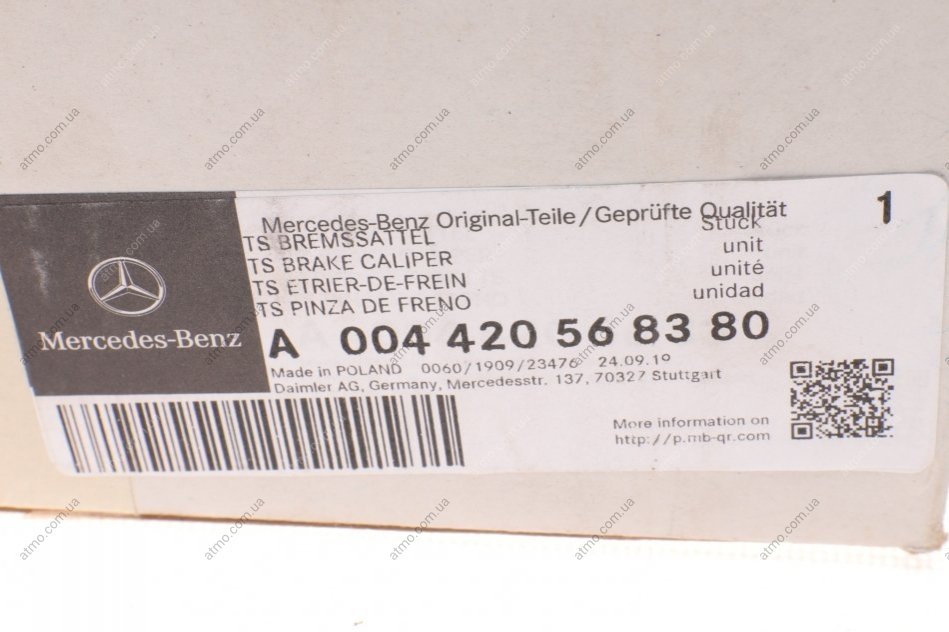 Mercedes-Benz Original-Teile/Geprüfte Qualität
1
TS BREMSSATTEL
Stück
TS BRAKE CALIPER
unit
TS ETRIER-DE-FREIN
unité
TS PINZA DE FRENO
unidad
Mercedes-Benz
A 004 420 56 83 80
Made in POLAND 0060/1909/23476 24.09.19
Daimler AG, Germany, Mercedesstr. 137, 70327 Stuttgart
More information on
http://p.mb-qr.com
atmo.com.ua